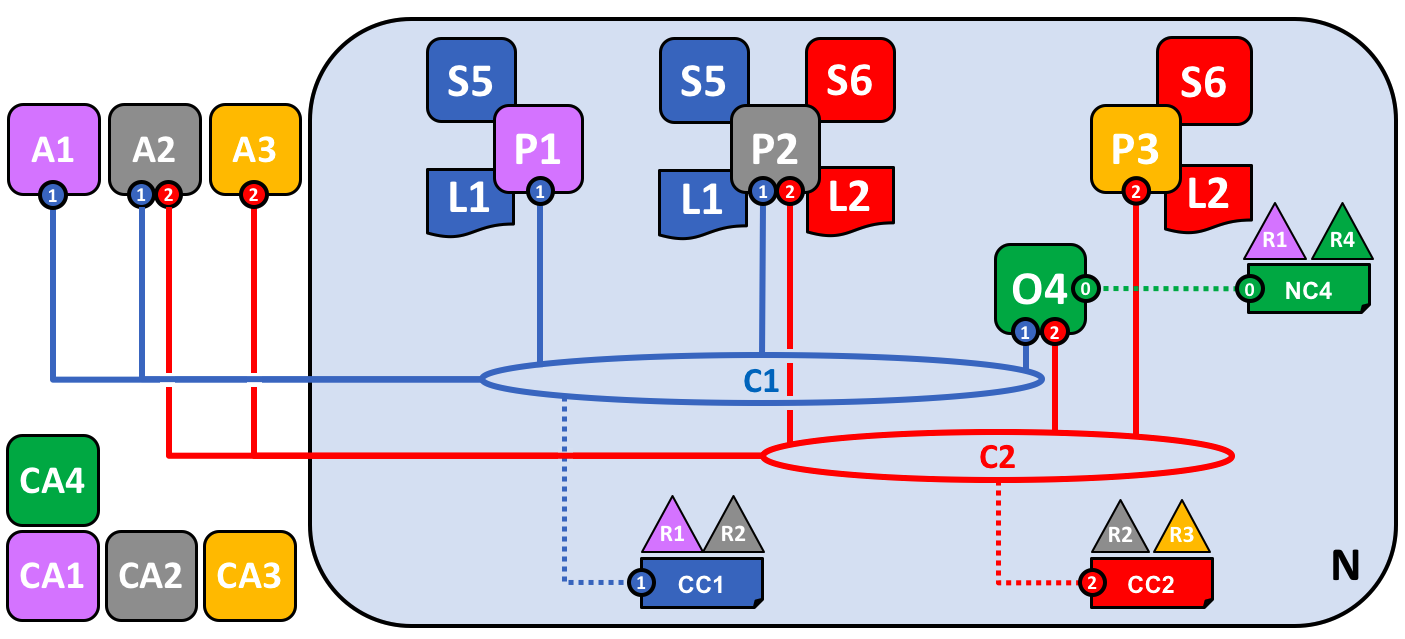 S5 S5 S6 S6
A1 A2 A3 P1 P2 P3
1 1 2 2 1 1 2 2
L1 L1 L2 L2
R1 R4
O4 0 0 NC4
1 2
C1
C2
CA4
R1 R2 R2 R3
CA1 CA2 CA3 1 CC1 2 CC2 N